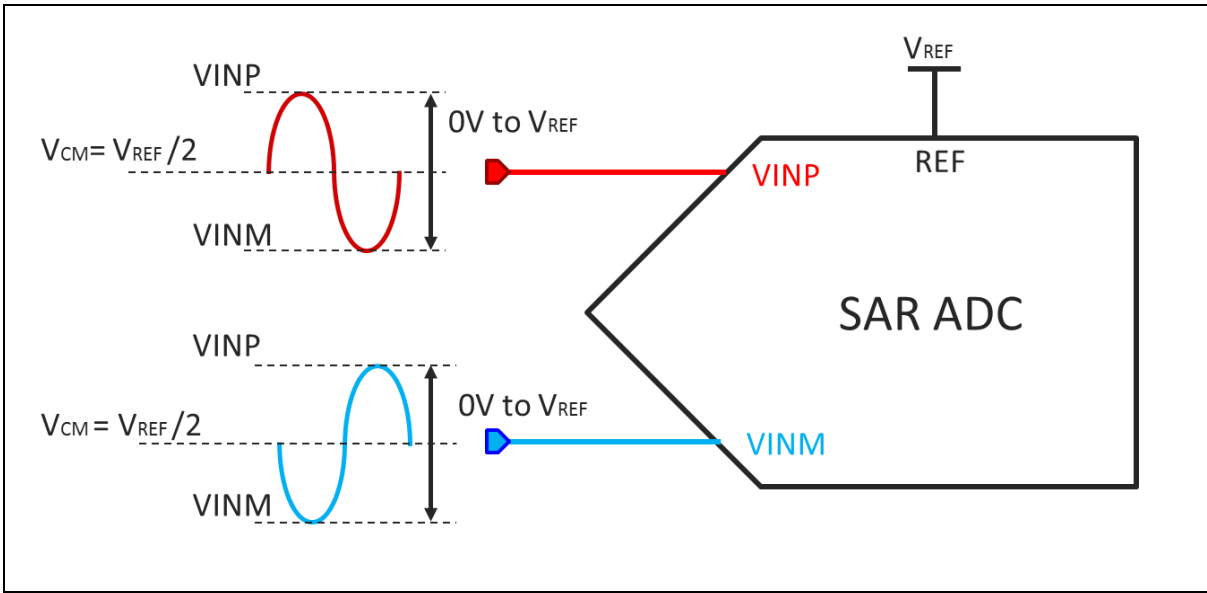 VINP
VCM= VREF/2
VINM
0V to VREF
VINP
VCM= VREF/2
VINM
0V to VREF
VREF
REF
VINP
SAR ADC
VINM